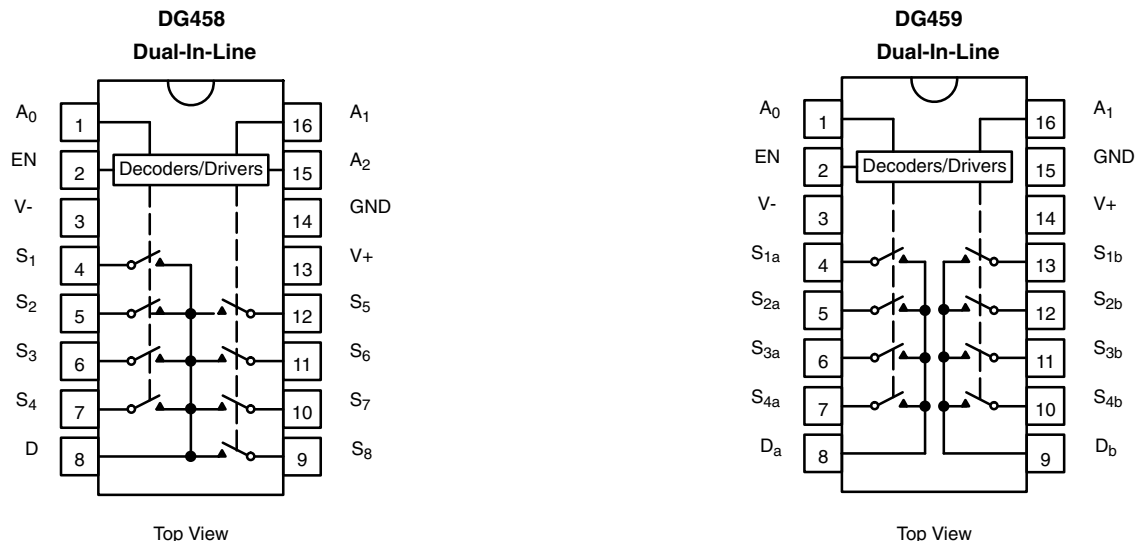 DG458
Dual-In-Line
A0 1 16 A1
EN 2 Decoders/Drivers 15 A2
V- 3 14 GND
S1 4 13 V+
S2 5 12 S5
S3 6 11 S6
S4 7 10 S7
D 8 9 S8
Top View
DG459
Dual-In-Line
A0 1 16 A1
EN 2 Decoders/Drivers 15 GND
V- 3 14 V+
S1a 4 13 S1b
S2a 5 12 S2b
S3a 6 11 S3b
S4a 7 10 S4b
Da 8 9 Db
Top View